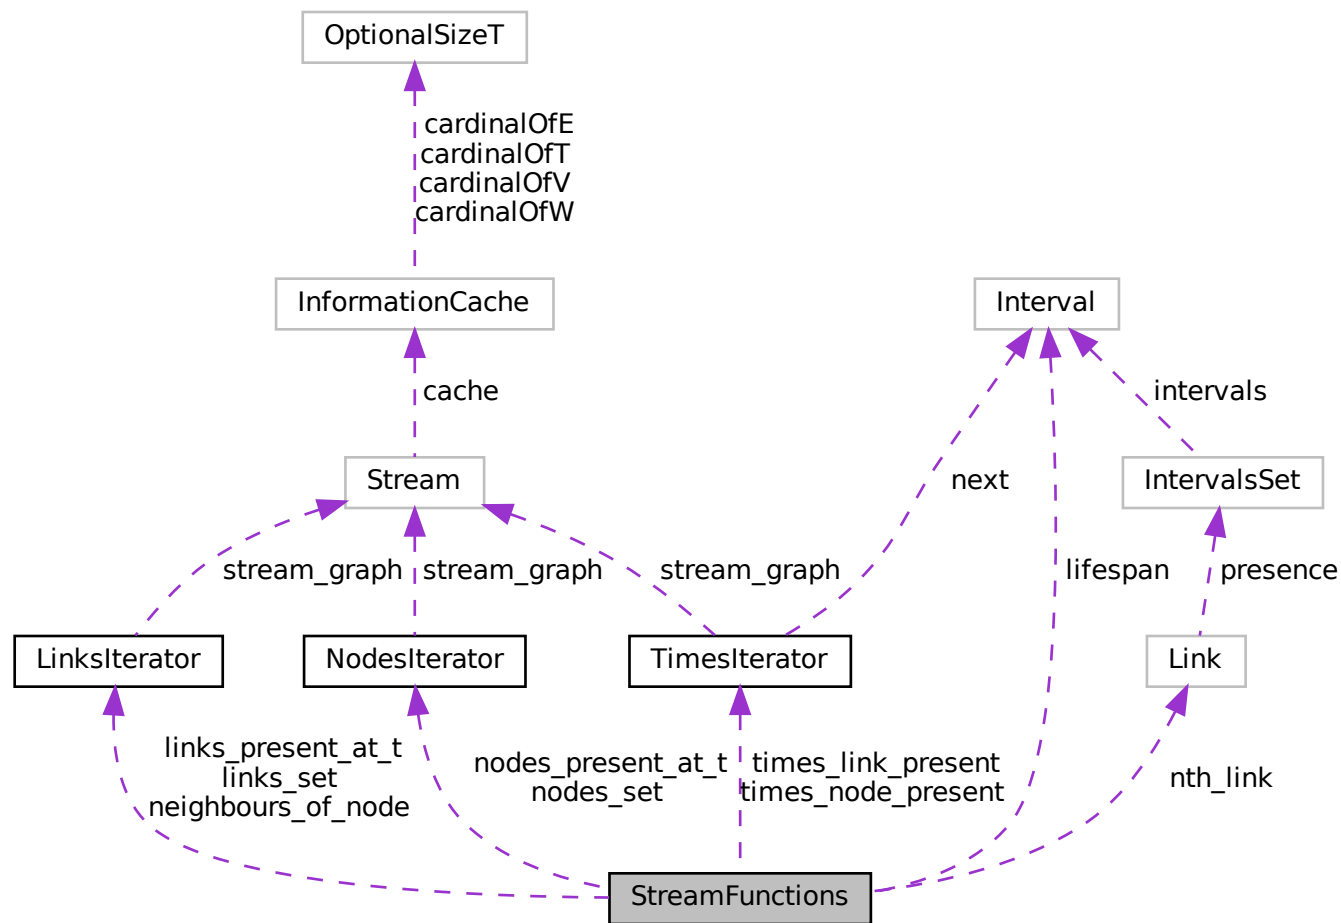 OptionalSizeT
cardinalOfE
cardinalOfT
cardinalOfV
cardinalOfW
InformationCache
Interval
cache
intervals
Stream
next
IntervalsSet
stream_graph
stream_graph
stream_graph
lifespan
presence
LinksIterator
NodesIterator
TimesIterator
Link
links_present_at_t
links_set
neighbours_of_node
nodes_present_at_t
nodes_set
times_link_present
times_node_present
nth_link
StreamFunctions